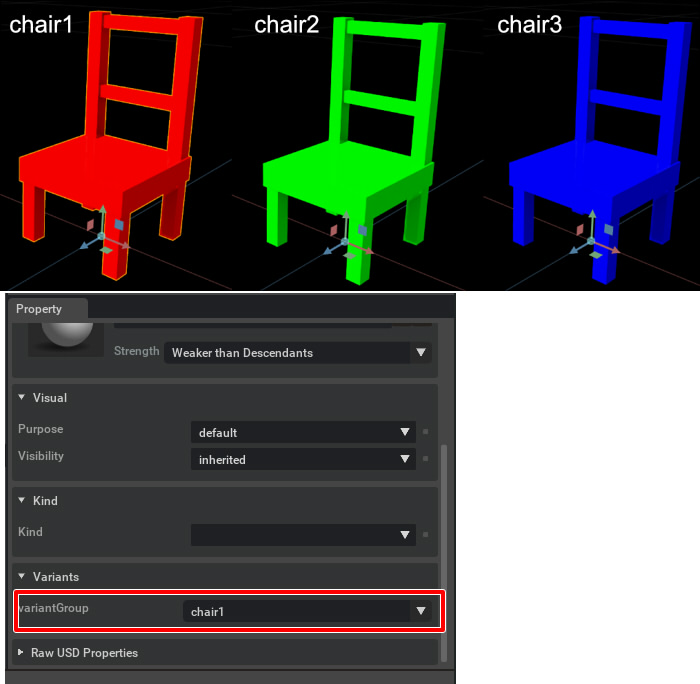 chair1 chair2 chair3
Property
Strength Weaker than Descendants
Visual
Purpose default
Visibility inherited
Kind
Kind
Variants
variantGroup chair1
Raw USD Properties